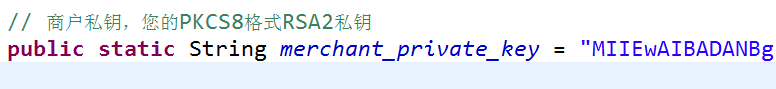 // 商户私钥，您的PKCS8格式RSA2私钥
public static String merchant_private_key = "MIIEwAIBADANBg